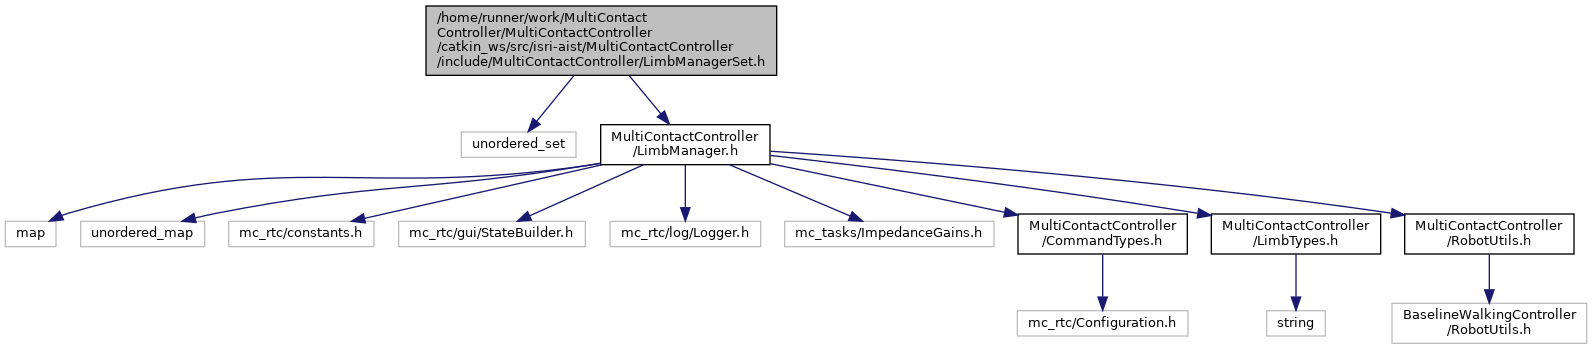 /home/runner/work/MultiContact
Controller/MultiContactController
/catkin_ws/src/isri-aist/MultiContactController
/include/MultiContactController/LimbManagerSet.h
unordered_set
MultiContactController
/LimbManager.h
map
unordered_map
mc_rtc/constants.h
mc_rtc/gui/StateBuilder.h
mc_rtc/log/Logger.h
mc_tasks/ImpedanceGains.h
MultiContactController
/CommandTypes.h
MultiContactController
/LimbTypes.h
MultiContactController
/RobotUtils.h
mc_rtc/Configuration.h
string
BaselineWalkingController
/RobotUtils.h